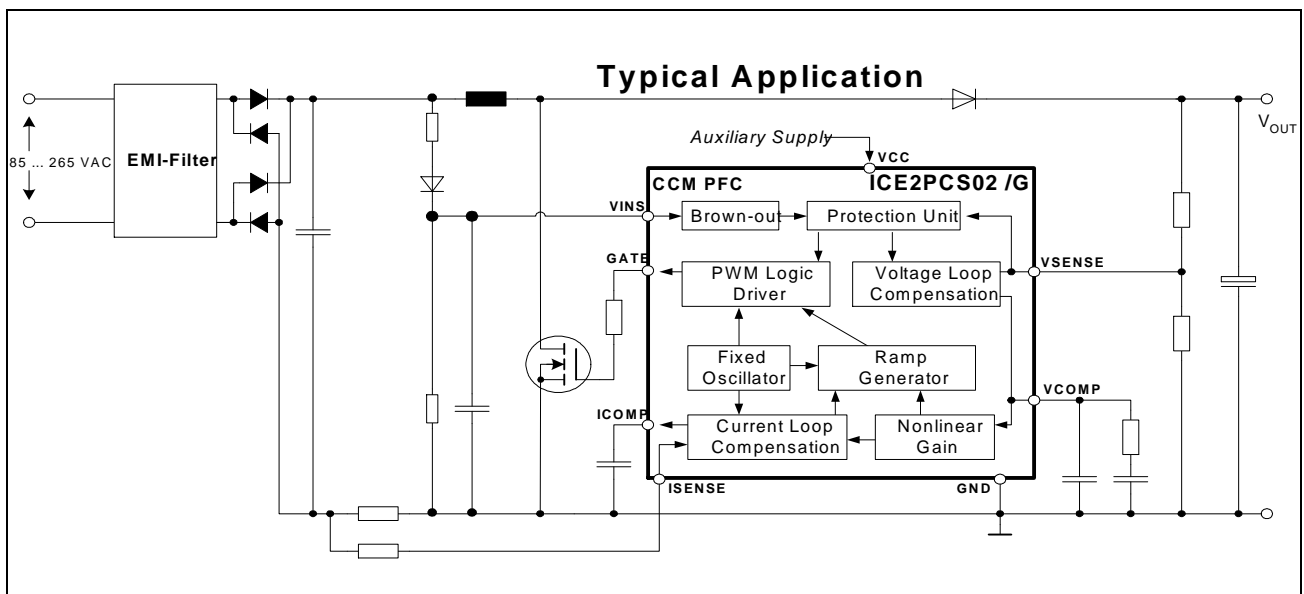 Typical Application
Auxiliary Supply
VCC
V_OUT
85 ... 265 VAC
EMI-Filter
CCM PFC
ICE2PCS02 /G
VINS
Brown-out
Protection Unit
GATE
PWM Logic
Driver
Voltage Loop
Compensation
VSENSE
Fixed
Oscillator
Ramp
Generator
VCOMP
ICOMP
Current Loop
Compensation
Nonlinear
Gain
ISENSE
GND